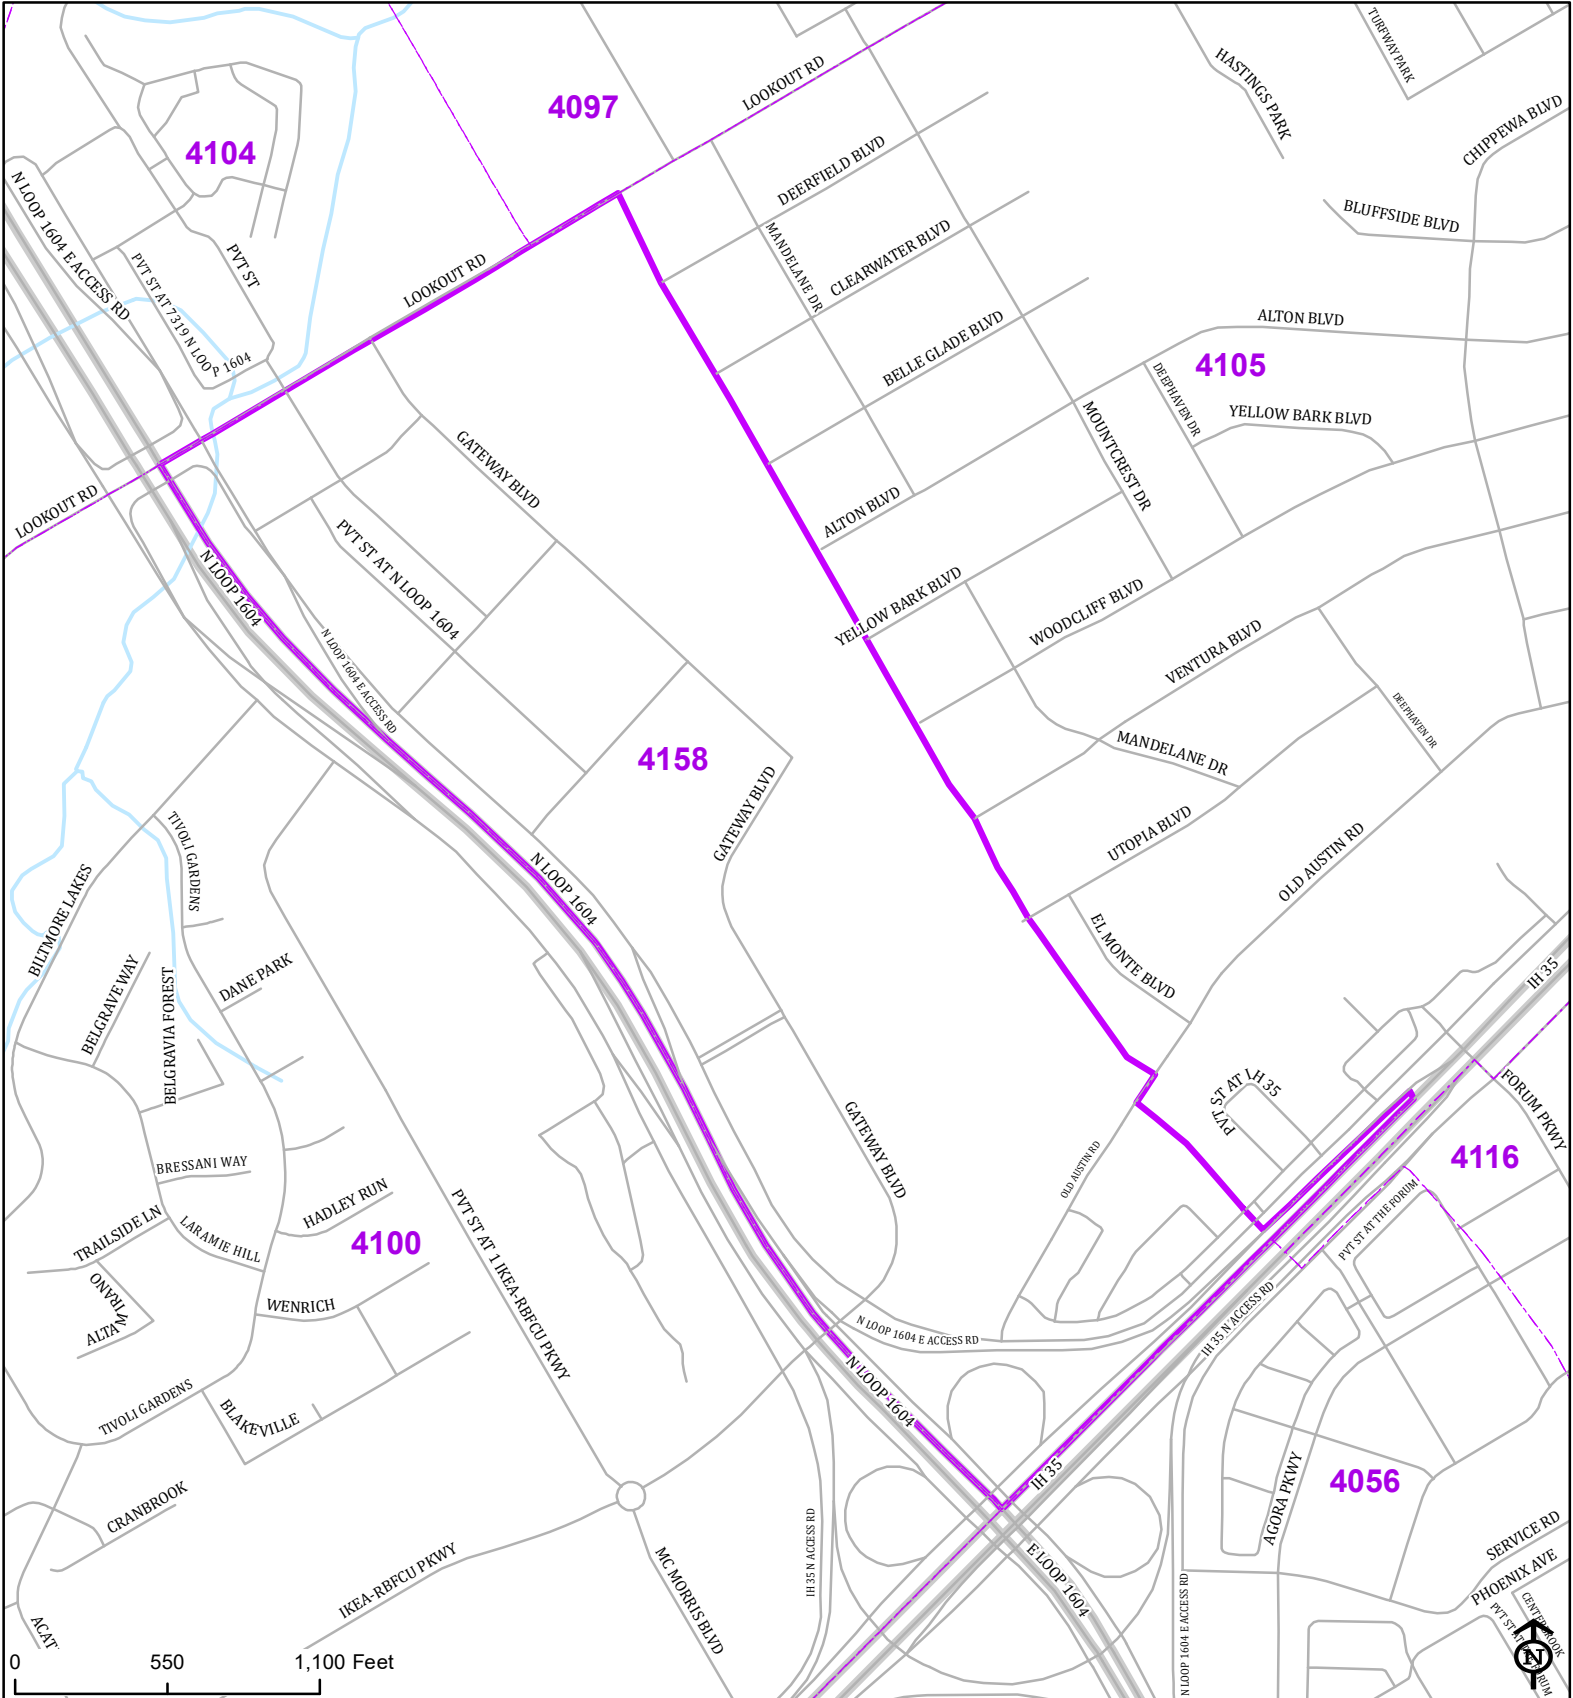 TURFWAY PARK
HASTINGS PARK
LOOKOUT RD
4097
CHIPPEWA BLVD
4104
DEERFIELD BLVD
N LOOP 1604 E ACCESS RD
BLUFFSIDE BLVD
MANDELANE DR
CLEARWATER BLVD
PVT ST
LOOKOUT RD
PVT ST AT 7319 N LOOP 1604
ALTON BLVD
BELLE GLADE BLVD
4105
DEEPHAVEN DR
YELLOW BARK BLVD
MOUNTCREST DR
GATEWAY BLVD
LOOKOUT RD
ALTON BLVD
PVT ST AT N LOOP 1604
N LOOP 1604
YELLOW BARK BLVD
WOODCLIFF BLVD
VENTURA BLVD
N LOOP 1604 E ACCESS RD
DEEPHAVEN DR
MANDELANE DR
4158
GATEWAY BLVD
UTOPIA BLVD
TIVOLI GARDENS
OLD AUSTIN RD
N LOOP 1604
BILTMORE LAKES
EL MONTE BLVD
DANE PARK
IH 35
BELGRAVE WAY
BELGRAVIA FOREST
PVT ST AT I.H 35
FORUM PKWY
GATEWAY BLVD
4116
OLD AUSTIN RD
BRESSANI WAY
PVT ST AT THE FORUM
HADLEY RUN
TRAILSIDE LN
LARAMIE HILL
4100
PVT ST AT 1 IKEA-RBFCU PKWY
ALTA MIRANO
WENRICH
IH 35 N ACCESS RD
N LOOP 1604 E ACCESS RD
N LOOP 1604
TIVOLI GARDENS
BLAKEVILLE
IH 35
4056
AGORA PKWY
CRANBROOK
IH 35 N ACCESS RD
SERVICE RD
E LOOP 1604
IKEA-RBFCU PKWY
MC MORRIS BLVD
PHOENIX AVE
N LOOP 1604 E ACCESS RD
CENTERBROOK
0 550 1,100 Feet
N